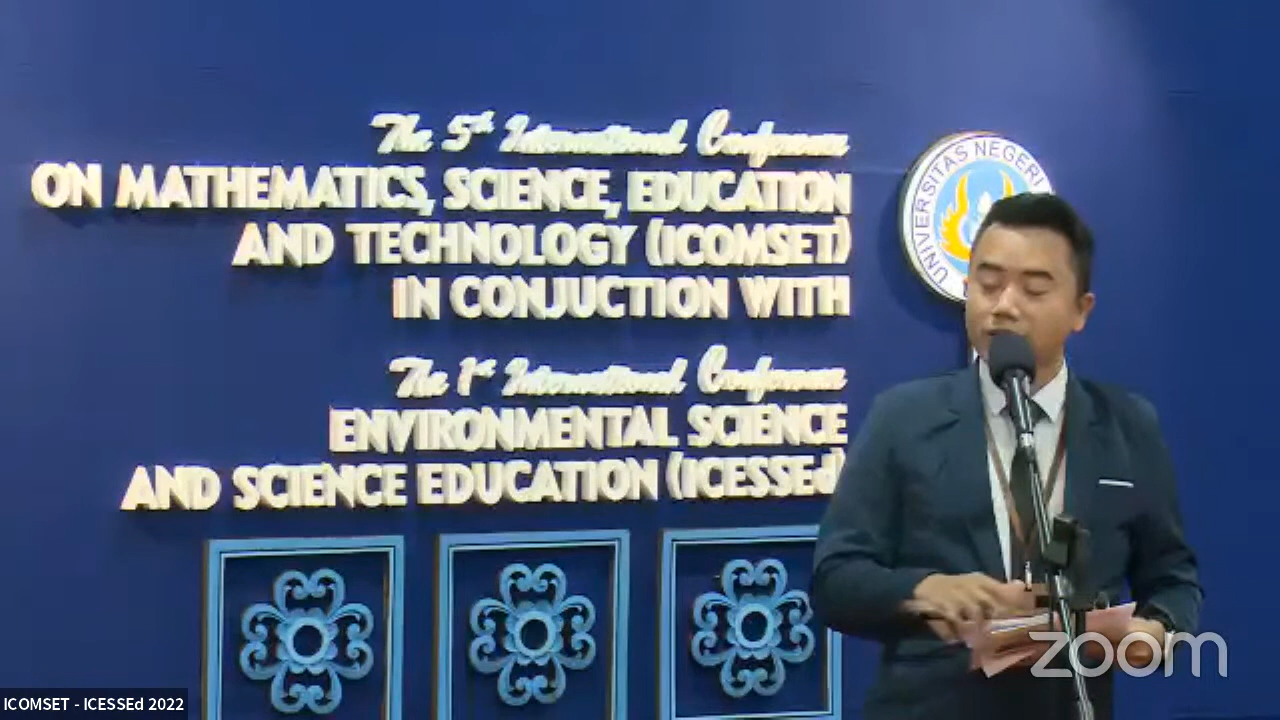 The 5th International Conference
ON MATHEMATICS, SCIENCE, EDUCATION
AND TECHNOLOGY (ICOMSET)
IN CONJUCTION WITH
The 1st International Conference
ENVIRONMENTAL SCIENCE
AND SCIENCE EDUCATION (ICESSEd)
UNIVERSITAS NEGERI
zoom
ICOMSET - ICESSEd 2022